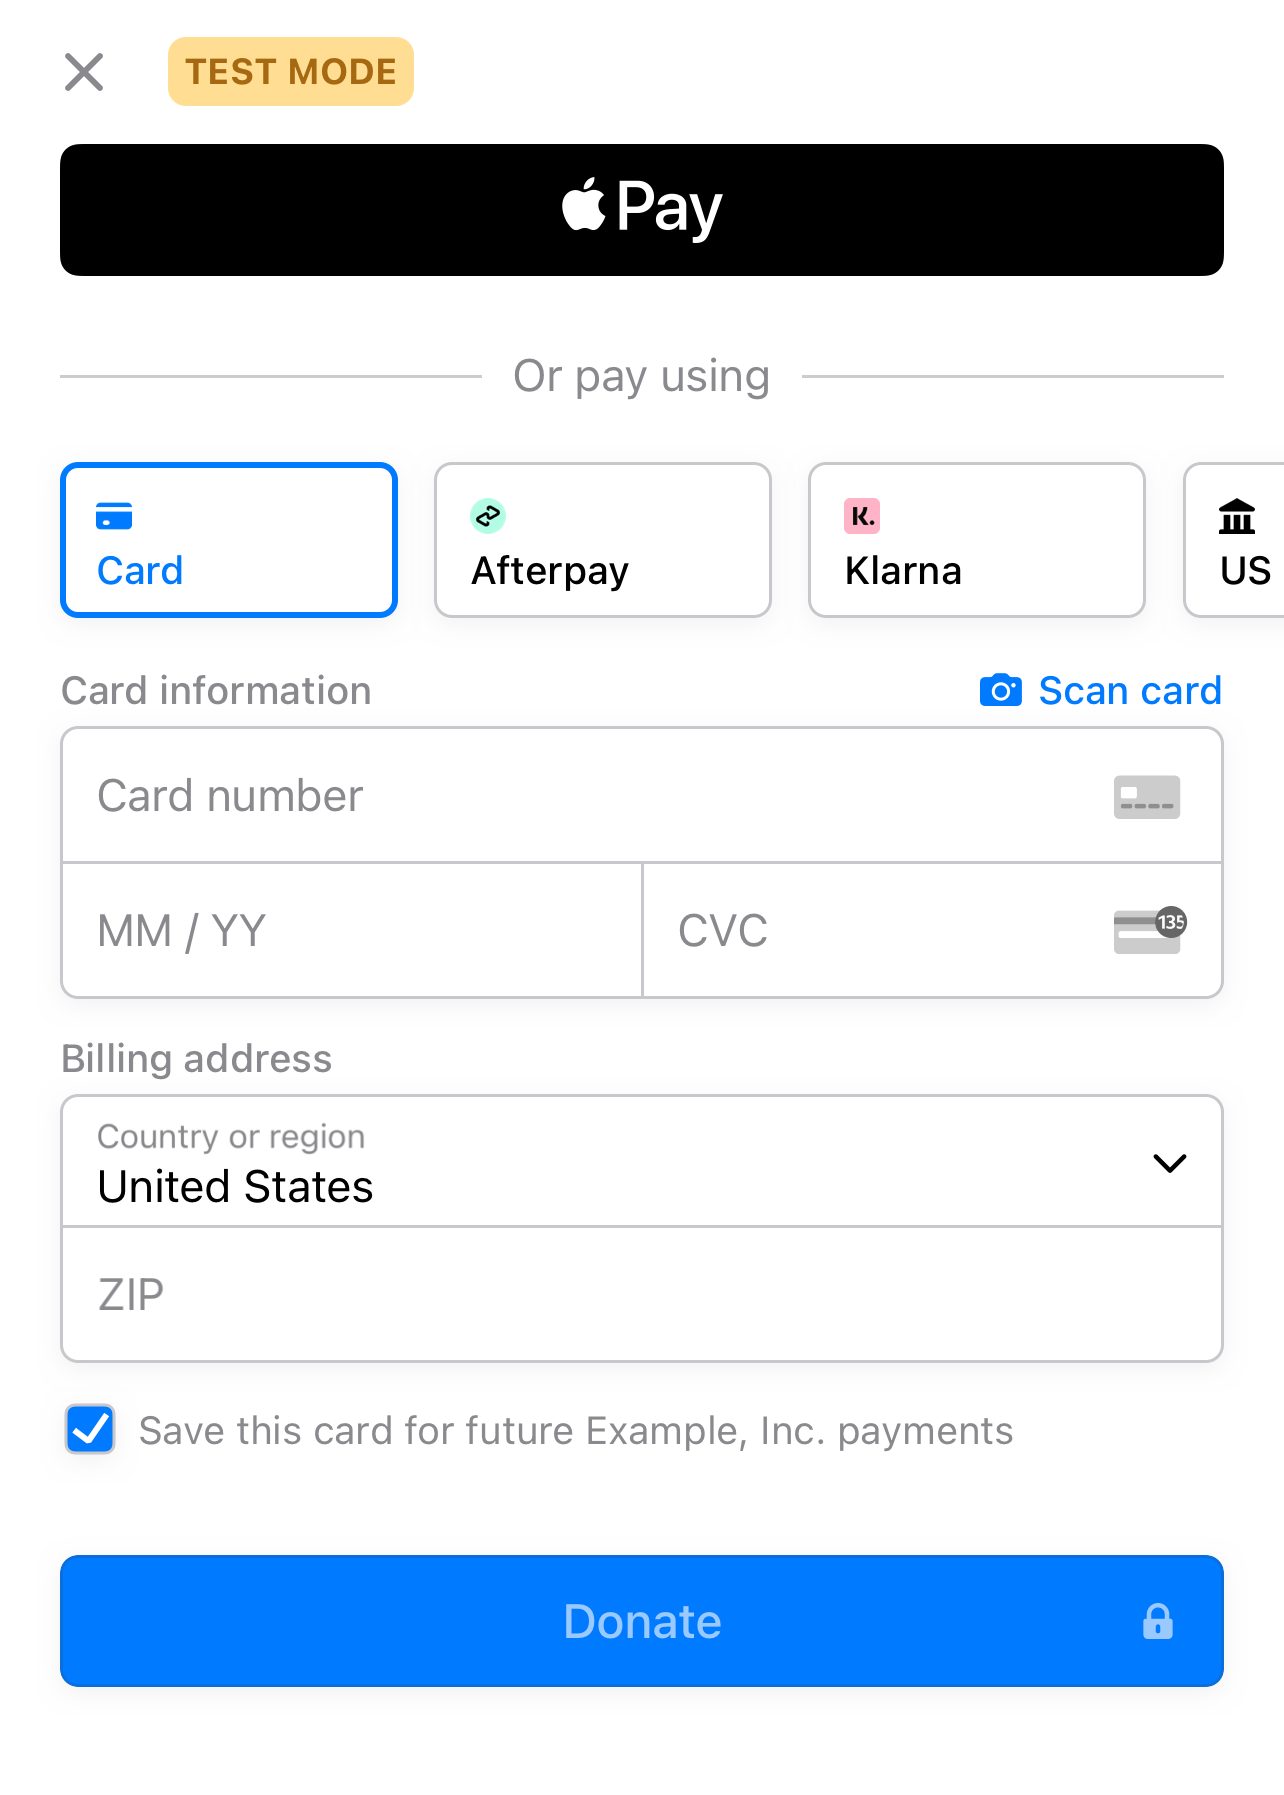 TEST MODE
Pay
Or pay using
Card
Afterpay
K.
Klarna
US
Card information
Scan card
Card number
MM / YY
CVC
135
Billing address
Country or region
United States
ZIP
Save this card for future Example, Inc. payments
Donate